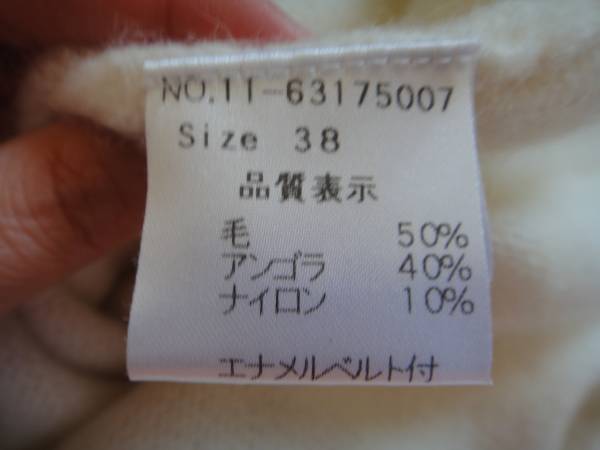 NO.11-63175007
Size 38
品質表示
毛 50%
アンゴラ 40%
ナイロン 10%
エナメルベルト付